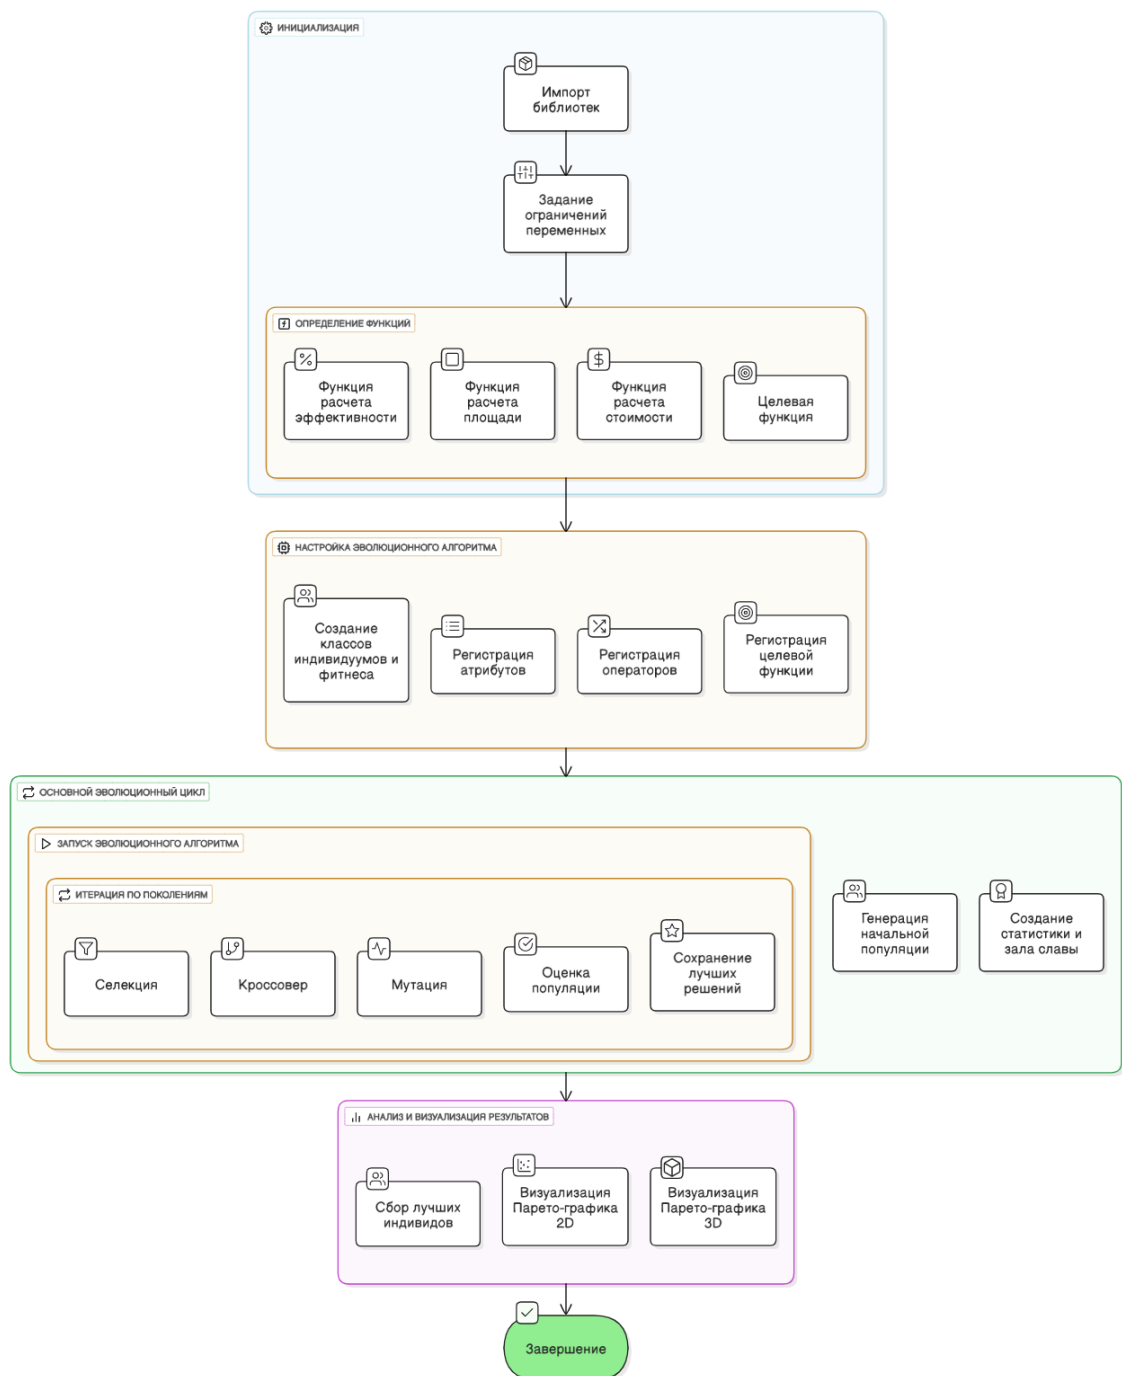 ИНИЦИАЛИЗАЦИЯ
Импорт
библиотек
Задание
ограничений
переменных
ОПРЕДЕЛЕНИЕ ФУНКЦИЙ
Функция
расчета
эффективности
Функция
расчета
площади
Функция
расчета
стоимости
Целевая
функция
НАСТРОЙКА ЭВОЛЮЦИОННОГО АЛГОРИТМА
Создание
классов
индивидуумов и
фитнеса
Регистрация
атрибутов
Регистрация
операторов
Регистрация
целевой
функции
ОСНОВНОЙ ЭВОЛЮЦИОННЫЙ ЦИКЛ
ЗАПУСК ЭВОЛЮЦИОННОГО АЛГОРИТМА
ИТЕРАЦИЯ ПО ПОКОЛЕНИЯМ
Селекция
Кроссовер
Мутация
Оценка
популяции
Сохранение
лучших
решений
Генерация
начальной
популяции
Создание
статистики и
зала славы
АНАЛИЗ И ВИЗУАЛИЗАЦИЯ РЕЗУЛЬТАТОВ
Сбор лучших
индивидов
Визуализация
Парето-графика
2D
Визуализация
Парето-графика
3D
Завершение